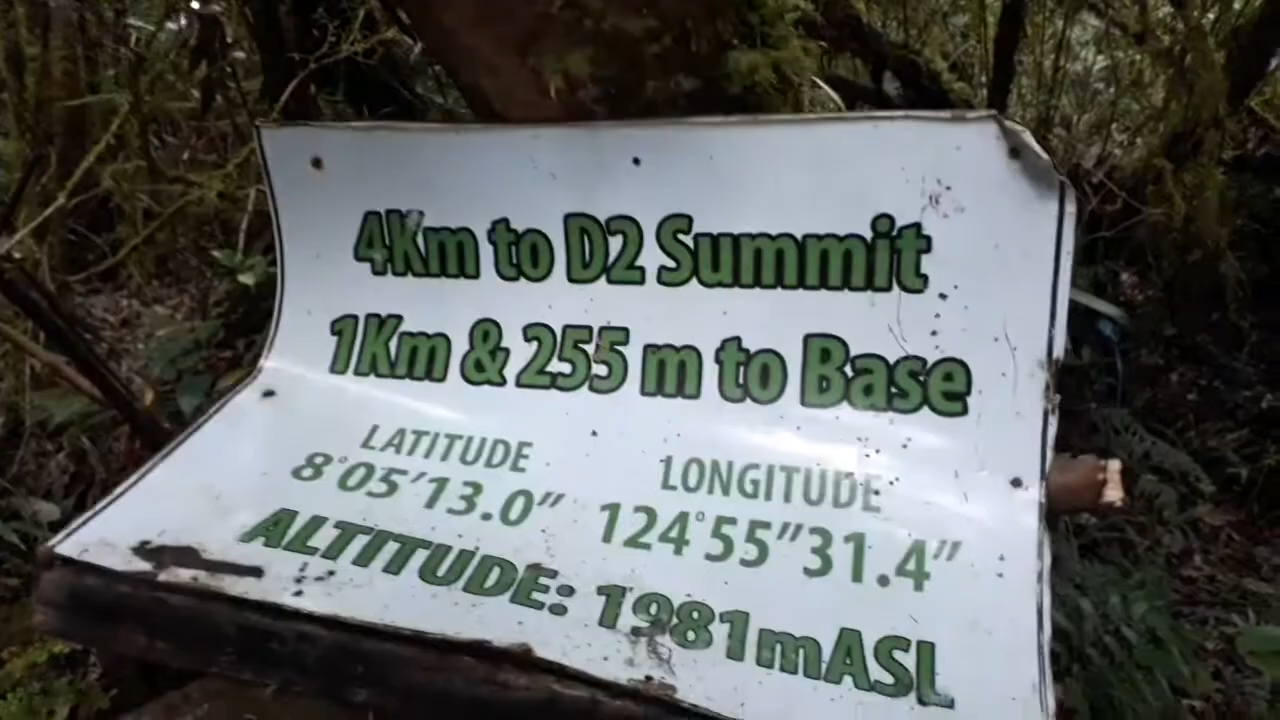 4Km to D2 Summit
1Km & 255 m to Base
LATITUDE LONGITUDE
8°05'13.0" 124°55"31.4"
ALTITUDE: 1981mASL